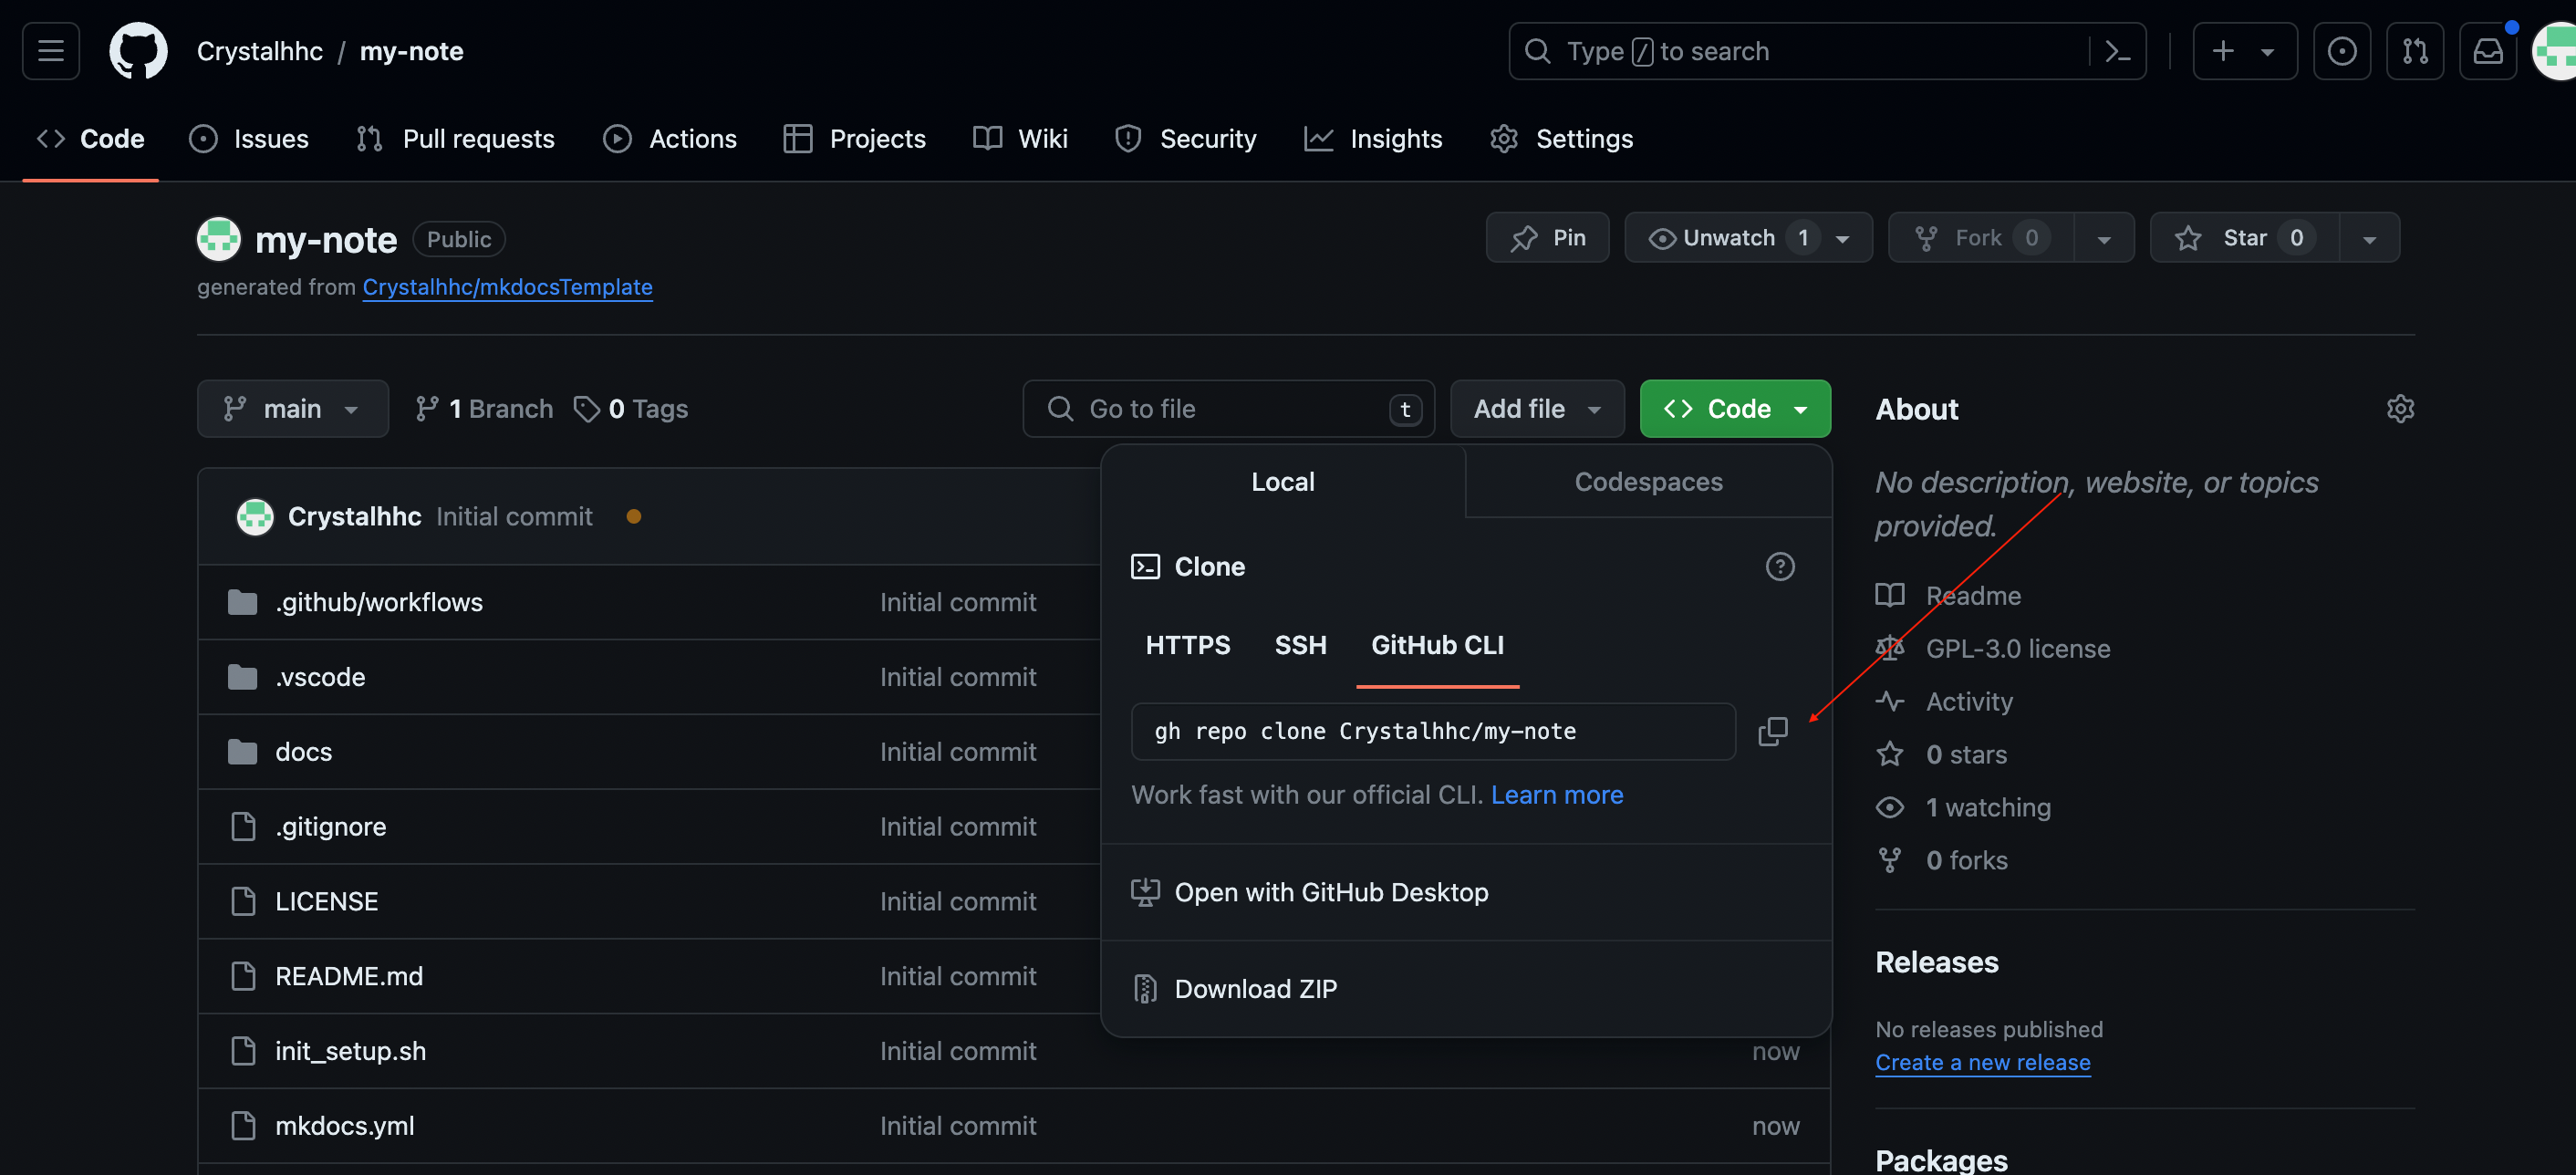 Crystalhhc / my-note
Type / to search
Code
Issues
Pull requests
Actions
Projects
Wiki
Security
Insights
Settings
my-note
Public
Pin
Unwatch 1
Fork 0
Star 0
generated from Crystalhhc/mkdocsTemplate
main
1 Branch
0 Tags
Go to file
t
Add file
Code
Crystalhhc Initial commit
.github/workflows Initial commit
.vscode Initial commit
docs Initial commit
.gitignore Initial commit
LICENSE Initial commit
README.md Initial commit
init_setup.sh Initial commit now
mkdocs.yml Initial commit now
Local
Codespaces
Clone
HTTPS
SSH
GitHub CLI
gh repo clone Crystalhhc/my-note
Work fast with our official CLI. Learn more
Open with GitHub Desktop
Download ZIP
About
No description, website, or topics
provided.
Readme
GPL-3.0 license
Activity
0 stars
1 watching
0 forks
Releases
No releases published
Create a new release
Packages